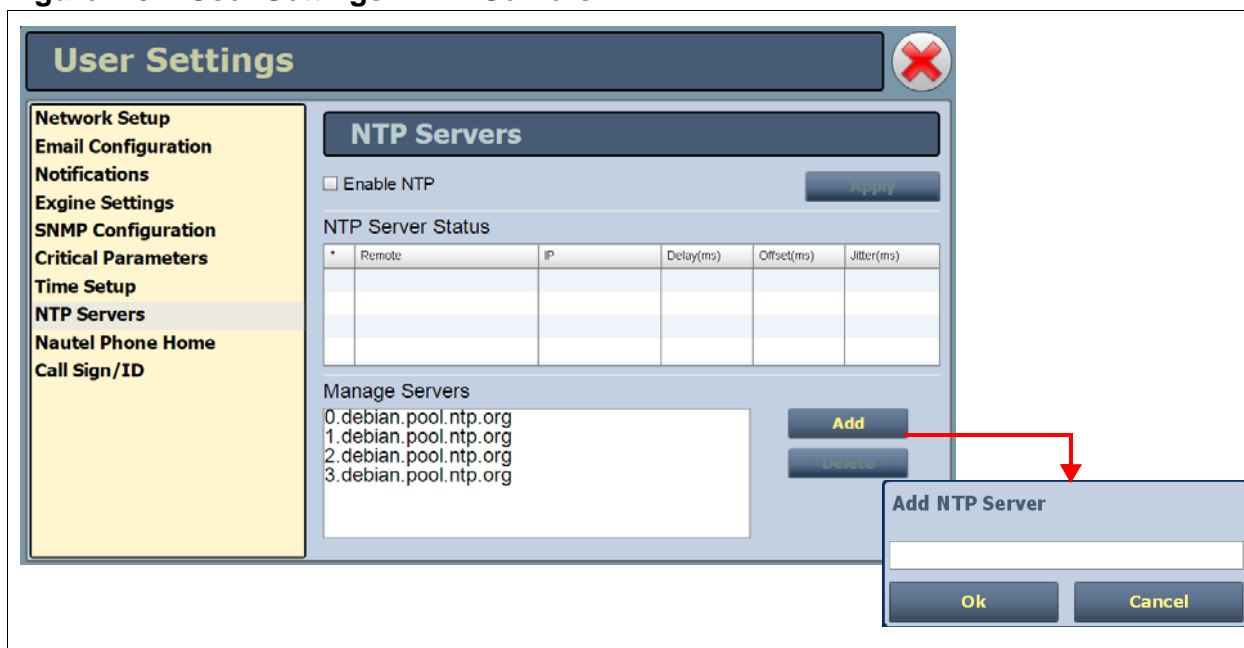 User Settings
Network Setup
Email Configuration
Notifications
Exgine Settings
SNMP Configuration
Critical Parameters
Time Setup
NTP Servers
Nautel Phone Home
Call Sign/ID
NTP Servers
Enable NTP
Apply
NTP Server Status
* Remote IP Delay(ms) Offset(ms) Jitter(ms)
Manage Servers
0.debian.pool.ntp.org
1.debian.pool.ntp.org
2.debian.pool.ntp.org
3.debian.pool.ntp.org
Add
Delete
Add NTP Server
Ok Cancel